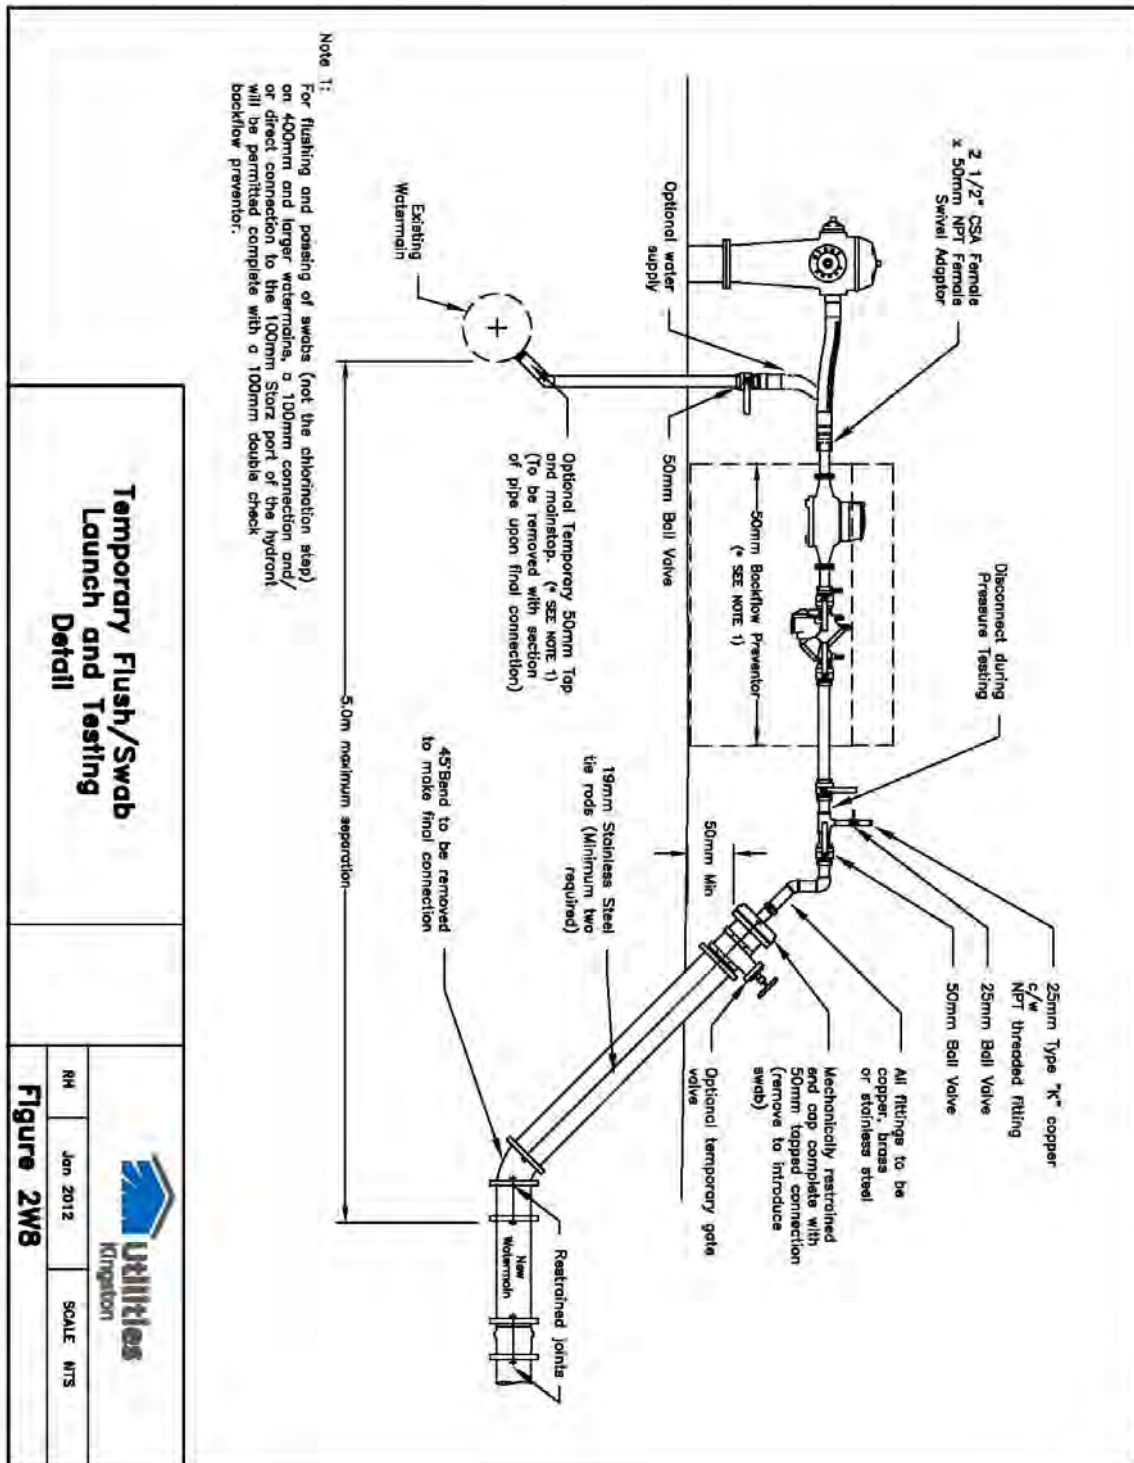 2 1/2" CSA Female
x 50mm NPT Female
Swivel Adaptor
Disconnect during
Pressure Testing
25mm Type "K" copper
c/w
NPT threaded fitting
25mm Ball Valve
50mm Ball Valve
All fittings to be
copper, brass
or stainless steel
Mechanically restrained
end cap complete with
50mm tapped connection
(remove to introduce
swab)
Optional temporary gate
valve
Optional water
supply
50mm Backflow Preventor
(* SEE NOTE 1)
50mm Min
50mm Ball Valve
Optional Temporary 50mm Tap
and mainstop. (* SEE NOTE 1)
(To be removed with section
of pipe upon final connection)
19mm Stainless Steel
tie rods (Minimum two
required)
Existing
Watermain
45°Bend to be removed
to make final connection
Restrained joints
New
Watermain
5.0m maximum separation
Note 1:
For flushing and passing of swabs (not the chlorination step)
on 400mm and larger watermains, a 100mm connection and/
or direct connection to the 100mm Storz port of the hydrant
will be permitted complete with a 100mm double check
backflow preventor.
Temporary Flush/Swab
Launch and Testing
Detail
Utilities
Kingston
RH
Jan 2012
SCALE NTS
Figure 2W8